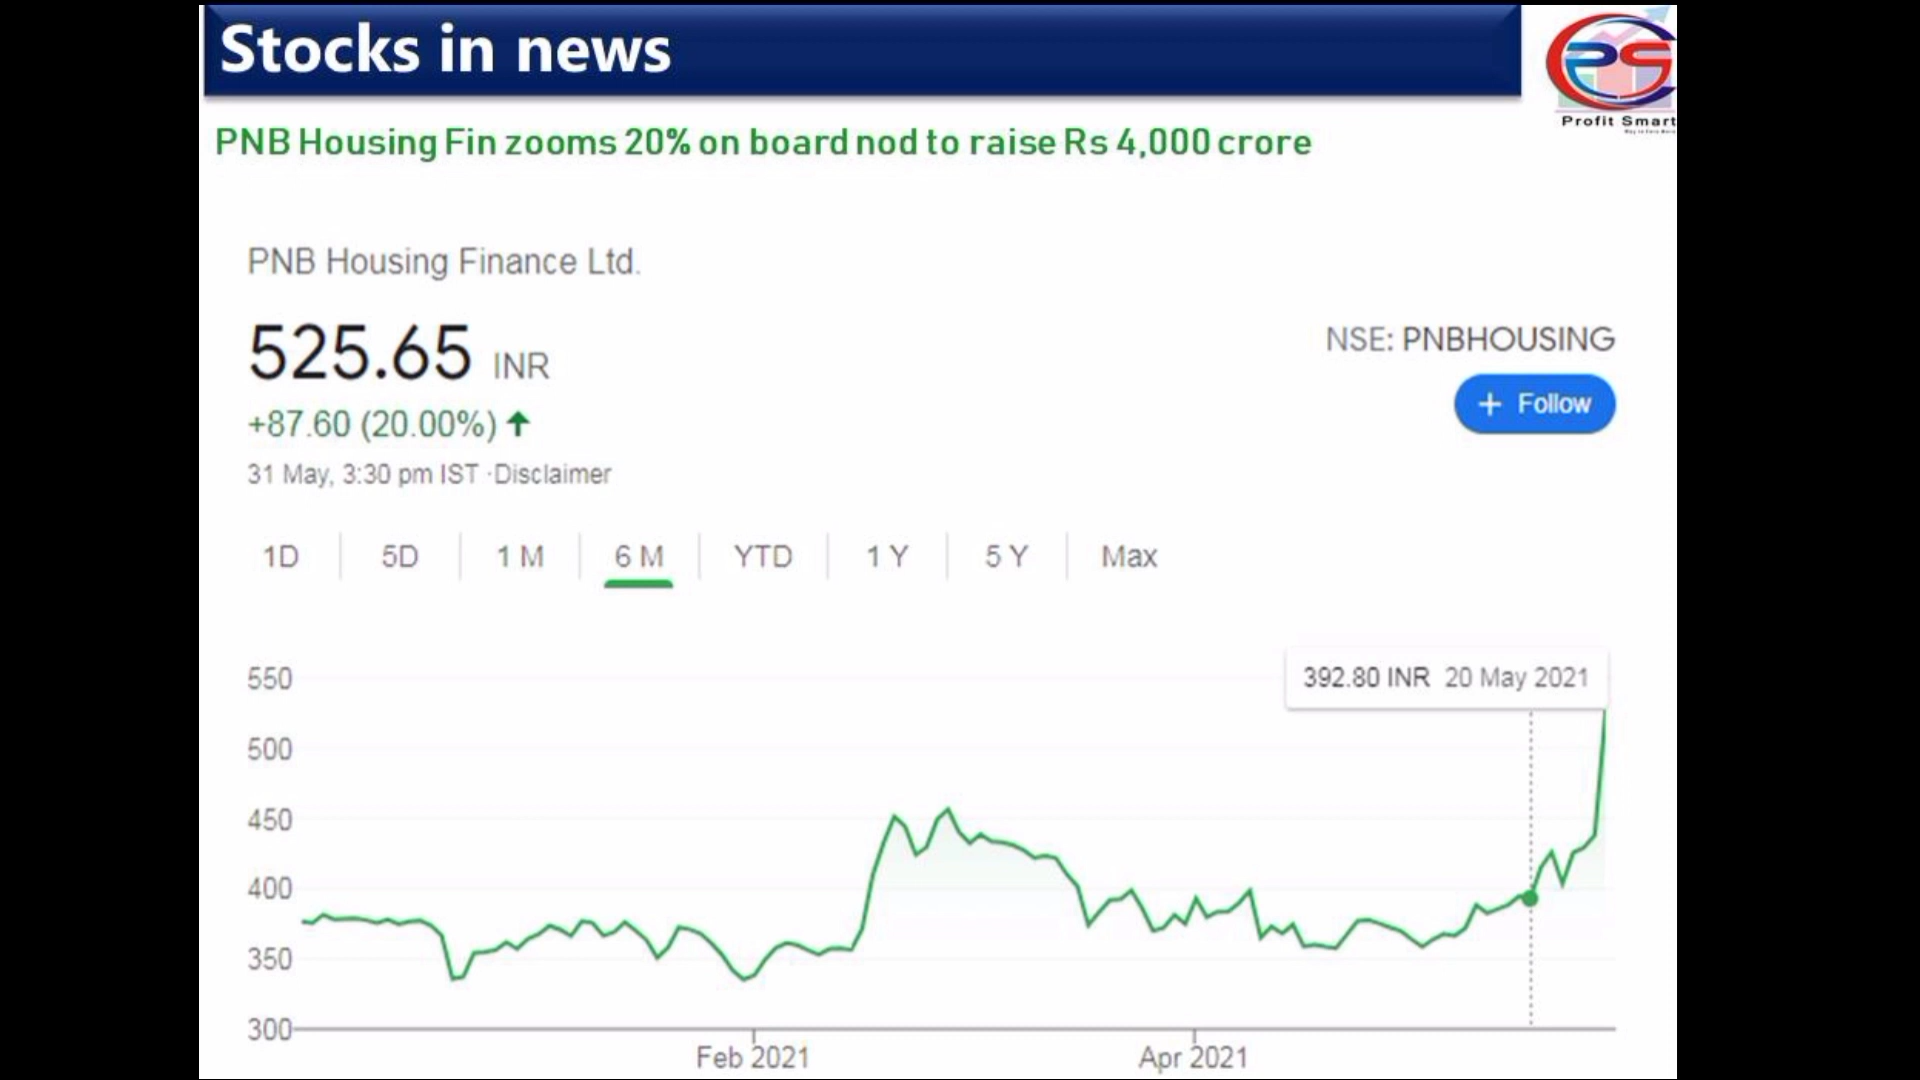 Stocks in news
Profit Smart
PNB Housing Fin zooms 20% on board nod to raise Rs 4,000 crore
PNB Housing Finance Ltd.
525.65 INR
NSE: PNBHOUSING
+ Follow
+87.60 (20.00%) ↑
31 May, 3:30 pm IST ·Disclaimer
1D 5D 1 M 6 M YTD 1 Y 5 Y Max
392.80 INR 20 May 2021
550
500
450
400
350
300
Feb 2021 Apr 2021